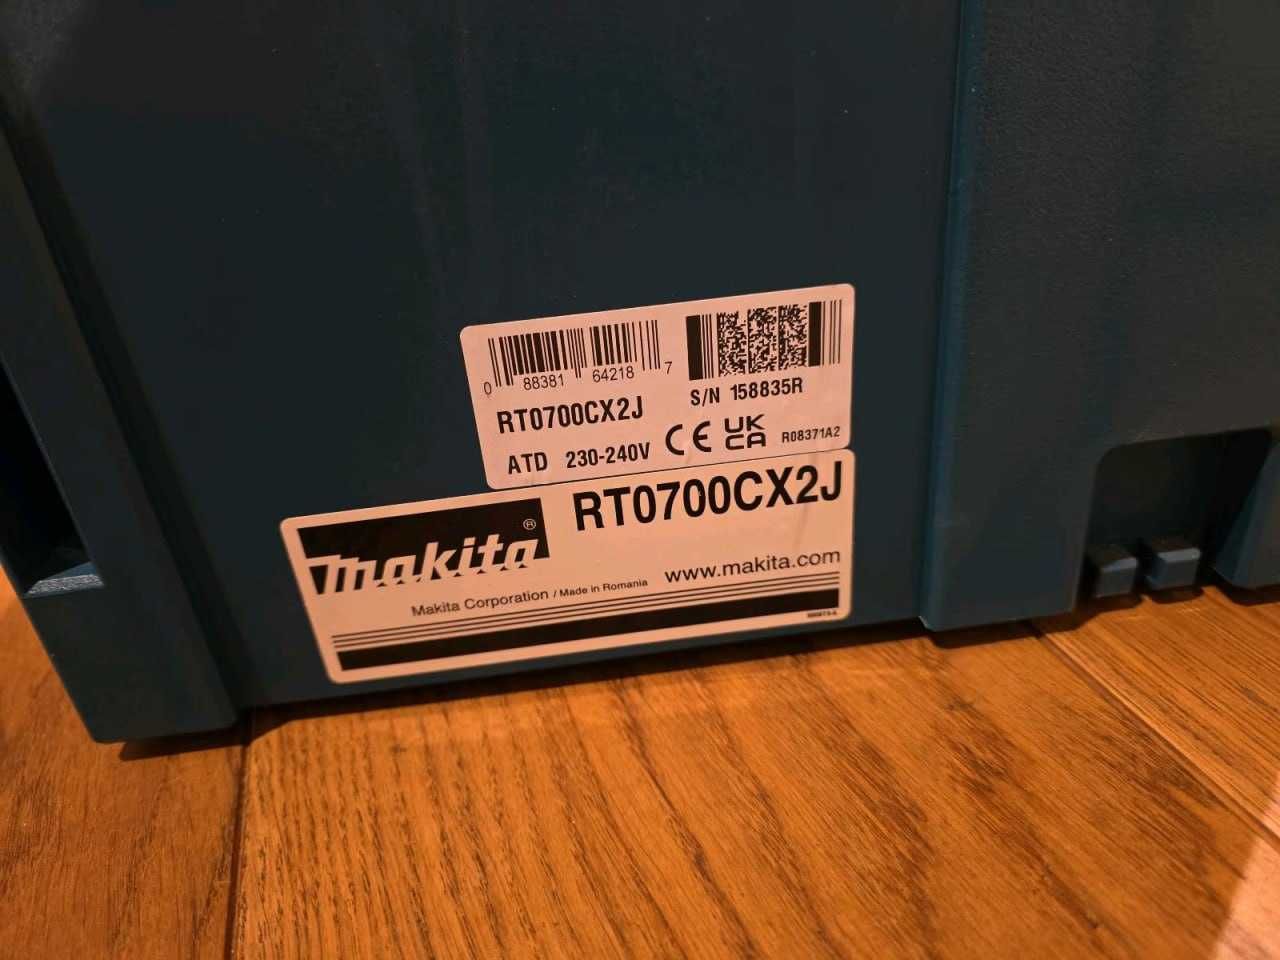 0 88381 64218 7
S/N 158835R
RT0700CX2J
ATD 230-240V CE UK CA R08371A2
makita®
RT0700CX2J
www.makita.com
Makita Corporation / Made in Romania